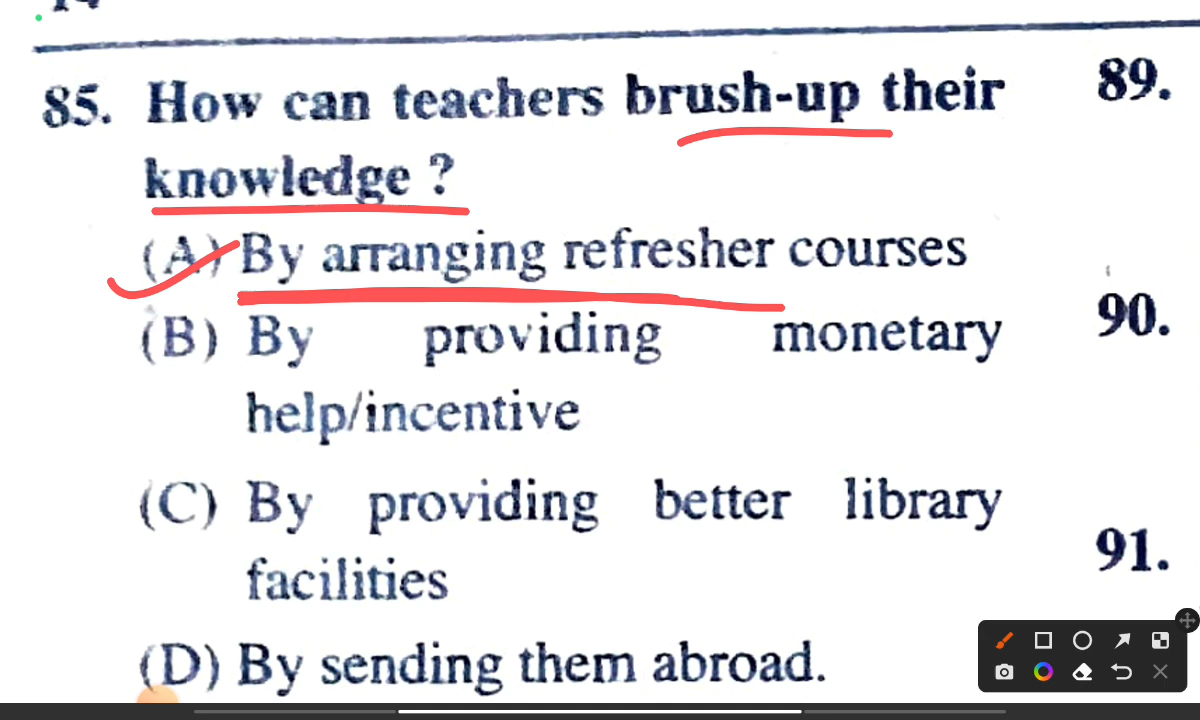 85. How can teachers brush-up their
knowledge ?
(A) By arranging refresher courses
(B) By providing monetary
help/incentive
(C) By providing better library
facilities
(D) By sending them abroad.
89.
90.
91.